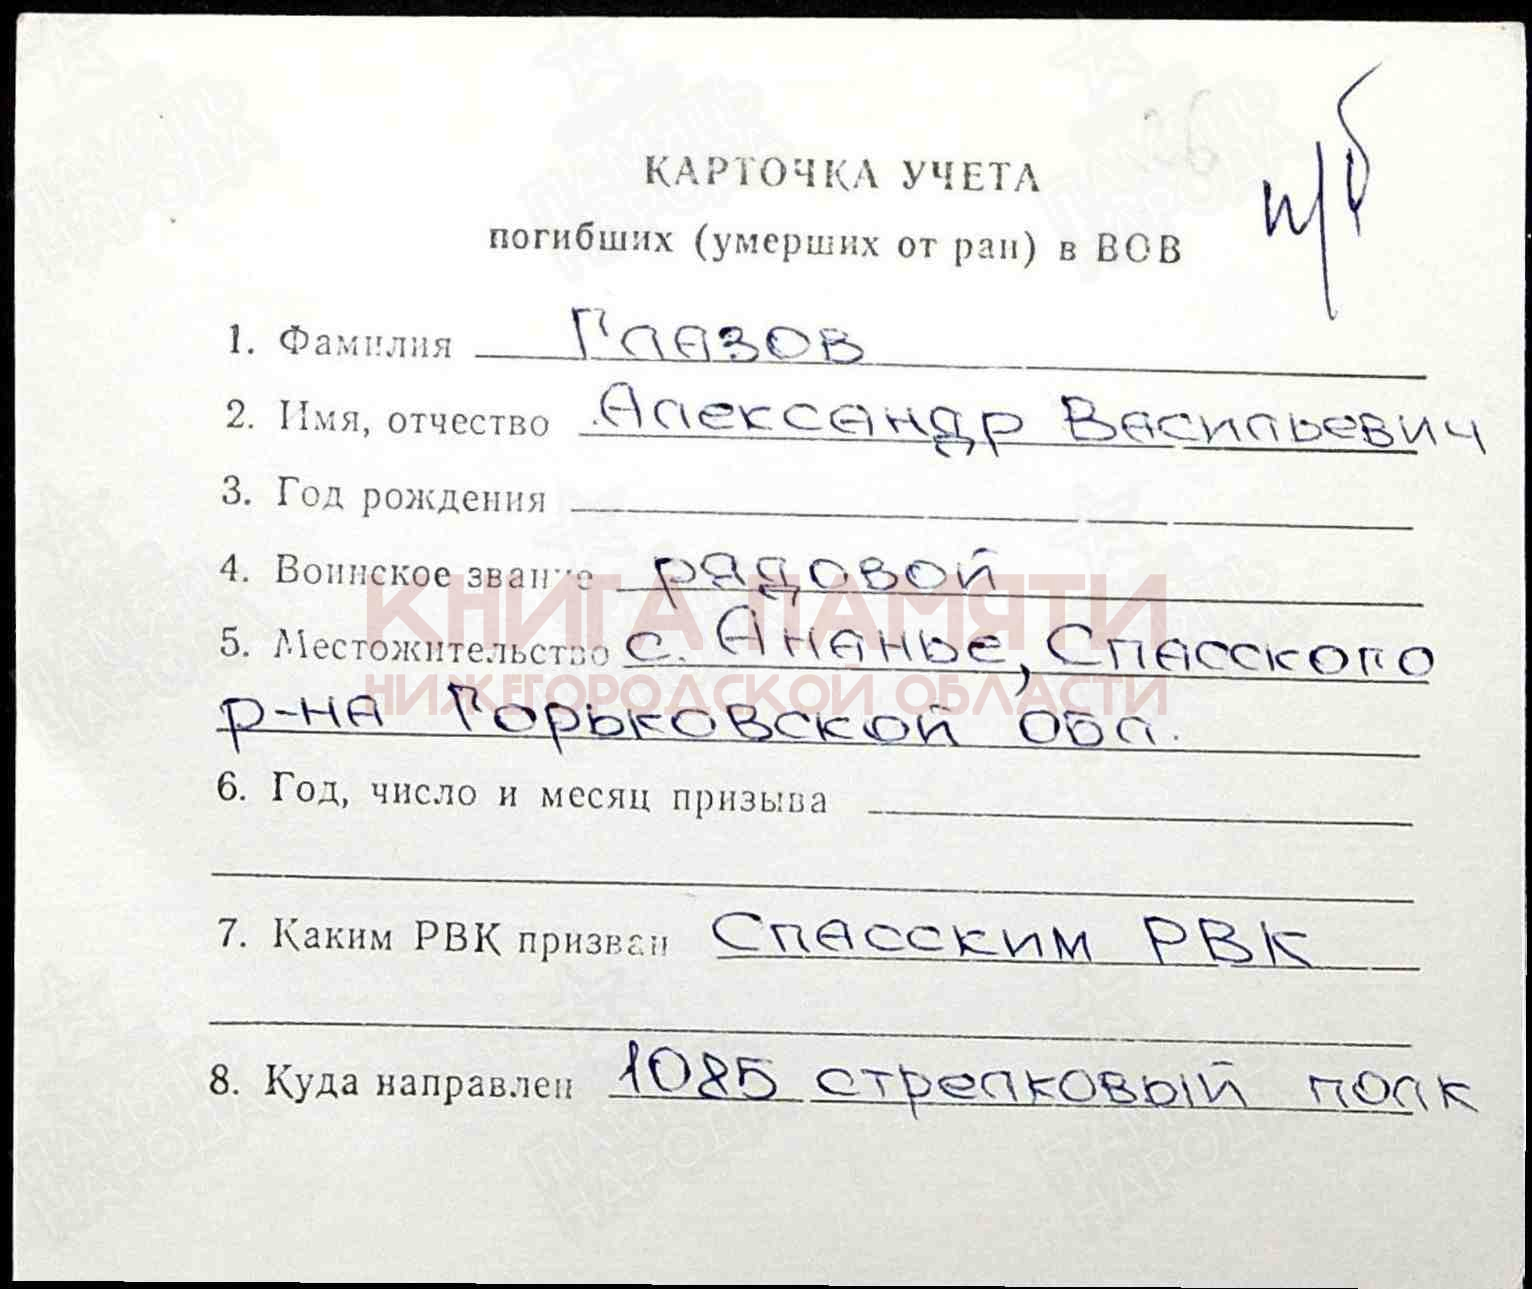 КАРТОЧКА УЧЕТА
п/б
погибших (умерших от ран) в ВОВ
1. Фамилия Глазов
2. Имя, отчество Александр Васильевич
3. Год рождения
4. Воинское звание рядовой
КНИГА ПАМЯТИ
5. Местожительство с. Ананье, Спасского
НИЖЕГОРОДСКОЙ ОБЛАСТИ
р-на Горьковской обл.
6. Год, число и месяц призыва
7. Каким РВК призван Спасским РВК
8. Куда направлен 1085 стрелковый полк